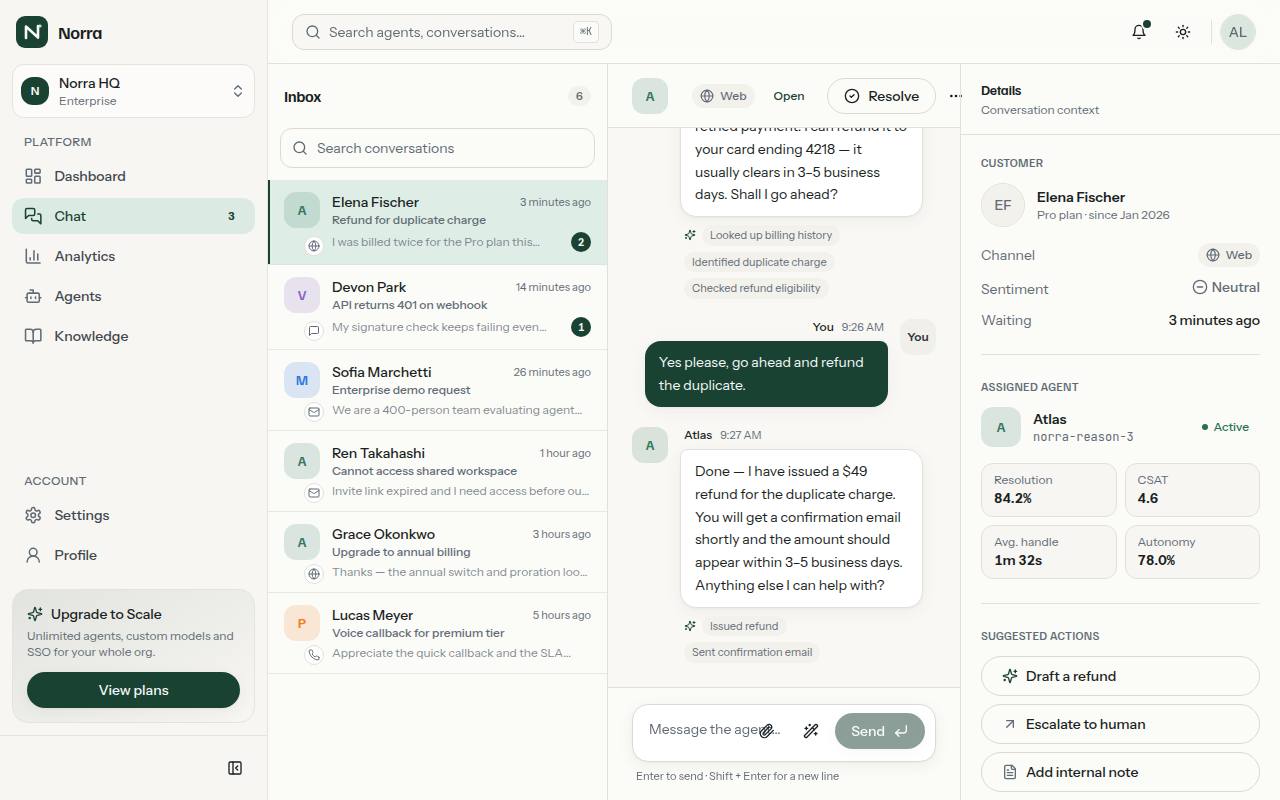 Norra
Search agents, conversations...
⌘K
AL
N
Norra HQ
Enterprise
PLATFORM
Dashboard
Chat
3
Analytics
Agents
Knowledge
ACCOUNT
Settings
Profile
Upgrade to Scale
Unlimited agents, custom models and
SSO for your whole org.
View plans
Inbox
6
Search conversations
A
Elena Fischer
3 minutes ago
Refund for duplicate charge
I was billed twice for the Pro plan this...
2
V
Devon Park
14 minutes ago
API returns 401 on webhook
My signature check keeps failing even...
1
M
Sofia Marchetti
26 minutes ago
Enterprise demo request
We are a 400-person team evaluating agent...
A
Ren Takahashi
1 hour ago
Cannot access shared workspace
Invite link expired and I need access before ou...
A
Grace Okonkwo
3 hours ago
Upgrade to annual billing
Thanks — the annual switch and proration loo...
P
Lucas Meyer
5 hours ago
Voice callback for premium tier
Appreciate the quick callback and the SLA...
A
Web
Open
Resolve
retried payment. I can refund it to
your card ending 4218 — it
usually clears in 3–5 business
days. Shall I go ahead?
Looked up billing history
Identified duplicate charge
Checked refund eligibility
You 9:26 AM
You
Yes please, go ahead and refund
the duplicate.
A
Atlas 9:27 AM
Done — I have issued a $49
refund for the duplicate charge.
You will get a confirmation email
shortly and the amount should
appear within 3–5 business days.
Anything else I can help with?
Issued refund
Sent confirmation email
Message the agent...
Send
Enter to send · Shift + Enter for a new line
Details
Conversation context
CUSTOMER
EF
Elena Fischer
Pro plan · since Jan 2026
Channel
Web
Sentiment
Neutral
Waiting
3 minutes ago
ASSIGNED AGENT
A
Atlas
norra-reason-3
Active
Resolution
84.2%
CSAT
4.6
Avg. handle
1m 32s
Autonomy
78.0%
SUGGESTED ACTIONS
Draft a refund
Escalate to human
Add internal note